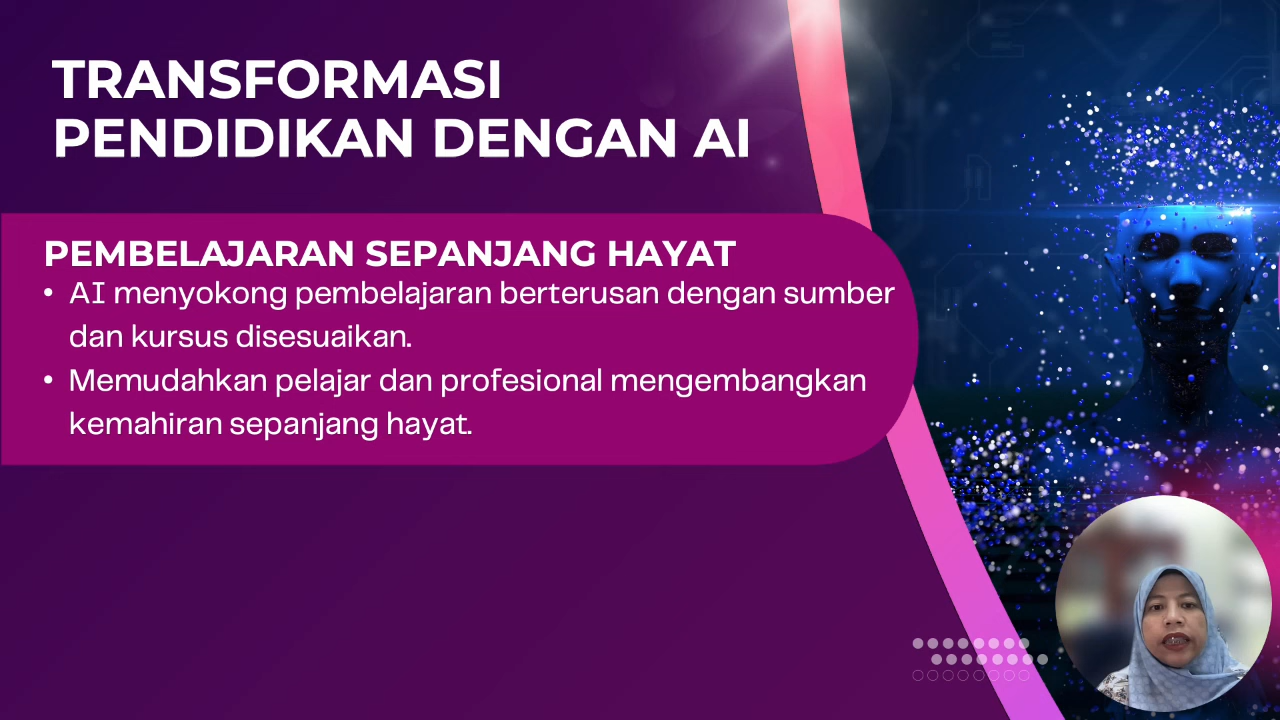 TRANSFORMASI
PENDIDIKAN DENGAN AI
PEMBELAJARAN SEPANJANG HAYAT
• AI menyokong pembelajaran berterusan dengan sumber
dan kursus disesuaikan.
• Memudahkan pelajar dan profesional mengembangkan
kemahiran sepanjang hayat.